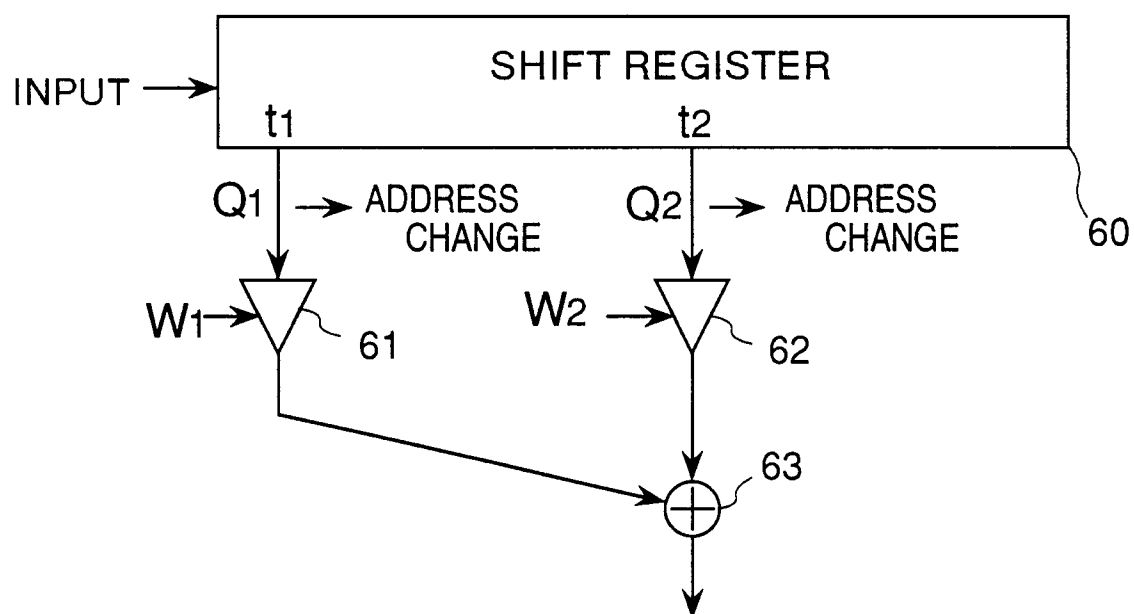 SHIFT REGISTER
INPUT
t1
t2
Q1
ADDRESS
CHANGE
Q2
ADDRESS
CHANGE
60
W1
61
W2
62
63